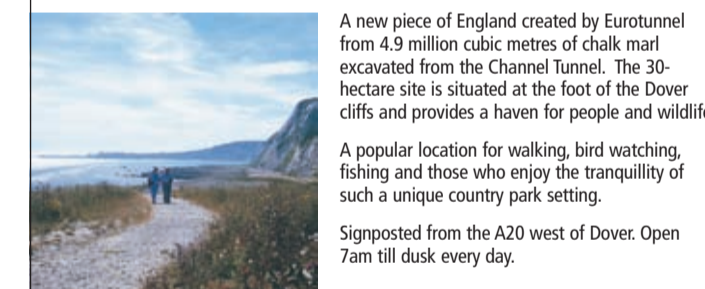 A new piece of England created by Eurotunnel
from 4.9 million cubic metres of chalk marl
excavated from the Channel Tunnel. The 30-
hectare site is situated at the foot of the Dover
cliffs and provides a haven for people and wildlife
A popular location for walking, bird watching,
fishing and those who enjoy the tranquillity of
such a unique country park setting.
Signposted from the A20 west of Dover. Open
7am till dusk every day.